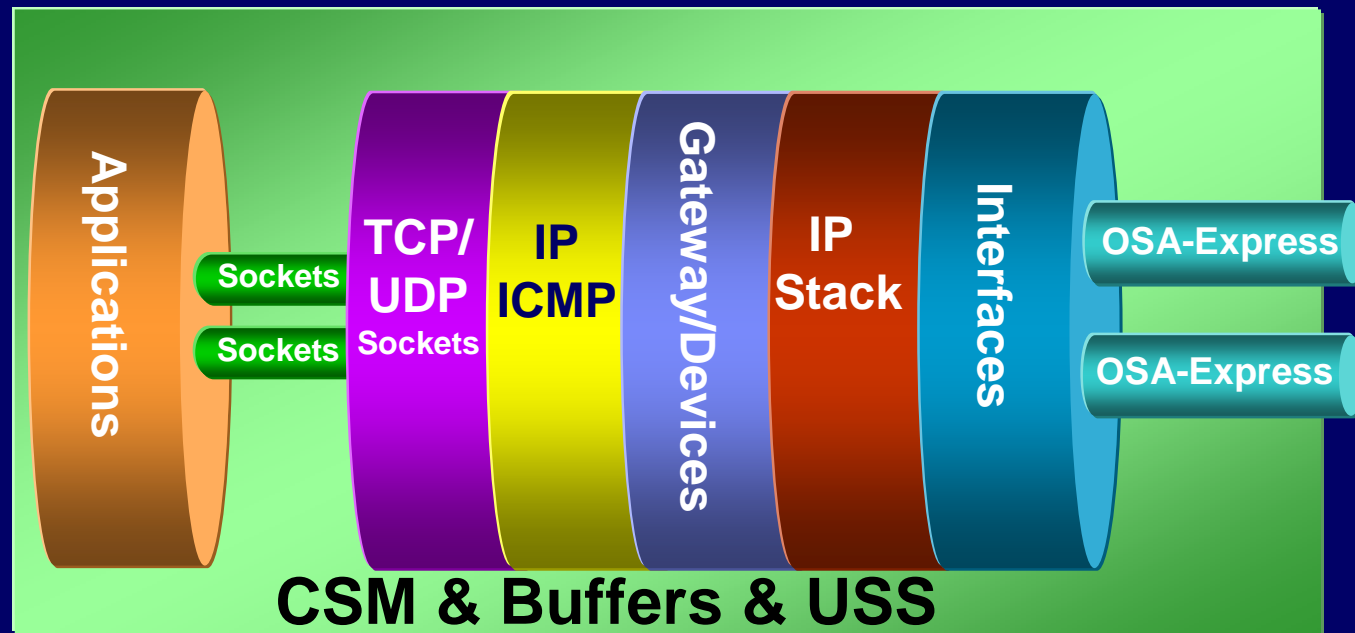 Applications
Sockets
Sockets
TCP/
UDP
Sockets
IP
ICMP
Gateway/Devices
IP
Stack
Interfaces
OSA-Express
OSA-Express
CSM & Buffers & USS